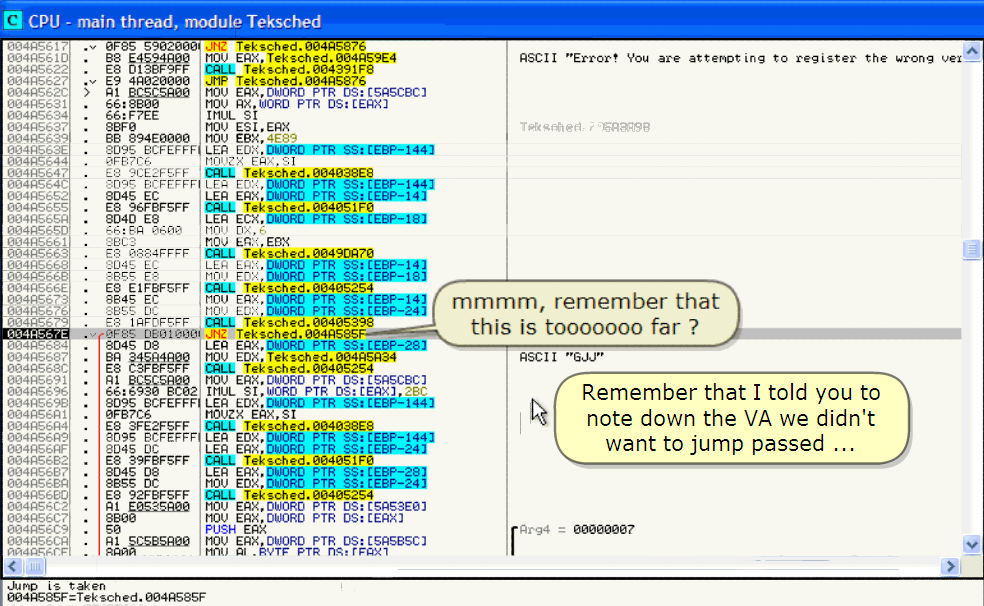 C CPU - main thread, module Teksched
004A5617 .v 0F85 59020000 JNZ Teksched.004A5876
004A561D . B8 E4594A00 MOV EAX,Teksched.004A59E4 ASCII "Error! You are attempting to register the wrong ver
004A5622 . E8 D13BF9FF CALL Teksched.004391F8
004A5627 .v E9 4A020000 JMP Teksched.004A5876
004A562C > A1 BC5C5A00 MOV EAX,DWORD PTR DS:[5A5CBC]
004A5631 . 66:8B00 MOV AX,WORD PTR DS:[EAX]
004A5634 . 66:F7EE IMUL SI
004A5637 . 8BF0 MOV ESI,EAX
004A5639 . BB 894E0000 MOV EBX,4E89
004A563E . 8D95 BCFEFFFF LEA EDX,DWORD PTR SS:[EBP-144]
004A5644 . 0FB7C6 MOVZX EAX,SI
004A5647 . E8 9CE2F5FF CALL Teksched.004038E8
004A564C . 8D95 BCFEFFFF LEA EDX,DWORD PTR SS:[EBP-144]
004A5652 . 8D45 EC LEA EAX,DWORD PTR SS:[EBP-14]
004A5655 . E8 96FBF5FF CALL Teksched.004051F0
004A565A . 8D4D E8 LEA ECX,DWORD PTR SS:[EBP-18]
004A565D . 66:BA 0600 MOV DX,6
004A5661 . 8BC3 MOV EAX,EBX
004A5663 . E8 0884FFFF CALL Teksched.0049DA70
004A5668 . 8D45 EC LEA EAX,DWORD PTR SS:[EBP-14]
004A566B . 8B55 E8 MOV EDX,DWORD PTR SS:[EBP-18]
004A566E . E8 E1FBF5FF CALL Teksched.00405254
004A5673 . 8B45 EC MOV EAX,DWORD PTR SS:[EBP-14]
004A5676 . 8B55 DC MOV EDX,DWORD PTR SS:[EBP-24]
004A5679 . E8 1AFDF5FF CALL Teksched.00405398
004A567E .v 0F85 DB010000 JNZ Teksched.004A585F
004A5684 . 8D45 D8 LEA EAX,DWORD PTR SS:[EBP-28]
004A5687 . BA 345A4A00 MOV EDX,Teksched.004A5A34 ASCII "GJJ"
004A568C . E8 C3FBF5FF CALL Teksched.00405254
004A5691 . A1 BC5C5A00 MOV EAX,DWORD PTR DS:[5A5CBC]
004A5696 . 66:6930 BC02 IMUL SI,WORD PTR DS:[EAX],2BC
004A569B . 8D95 BCFEFFFF LEA EDX,DWORD PTR SS:[EBP-144]
004A56A1 . 0FB7C6 MOVZX EAX,SI
004A56A4 . E8 3FE2F5FF CALL Teksched.004038E8
004A56A9 . 8D95 BCFEFFFF LEA EDX,DWORD PTR SS:[EBP-144]
004A56AF . 8D45 DC LEA EAX,DWORD PTR SS:[EBP-24]
004A56B2 . E8 39FBF5FF CALL Teksched.004051F0
004A56B7 . 8D45 D8 LEA EAX,DWORD PTR SS:[EBP-28]
004A56BA . 8B55 DC MOV EDX,DWORD PTR SS:[EBP-24]
004A56BD . E8 92FBF5FF CALL Teksched.00405254
004A56C2 . A1 E0535A00 MOV EAX,DWORD PTR DS:[5A53E0]
004A56C7 . 8B00 MOV EAX,DWORD PTR DS:[EAX]
004A56C9 . 50 PUSH EAX Arg4 = 00000007
004A56CA . A1 5C5B5A00 MOV EAX,DWORD PTR DS:[5A5B5C]
004A56CF . 8A00 MOV AL,BYTE PTR DS:[EAX]
mmmm, remember that
this is tooooooo far ?
Remember that I told you to
note down the VA we didn't
want to jump passed ...
Jump is taken
004A585F=Teksched.004A585F